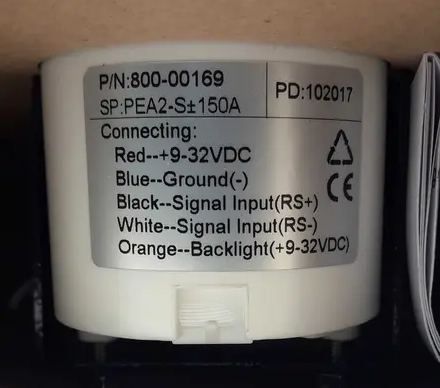 P/N:800-00169
SP:PEA2-S±150A
PD:102017
Connecting:
Red--+9-32VDC
Blue--Ground(-)
Black--Signal Input(RS+)
White--Signal Input(RS-)
Orange--Backlight(+9-32VDC)
CE